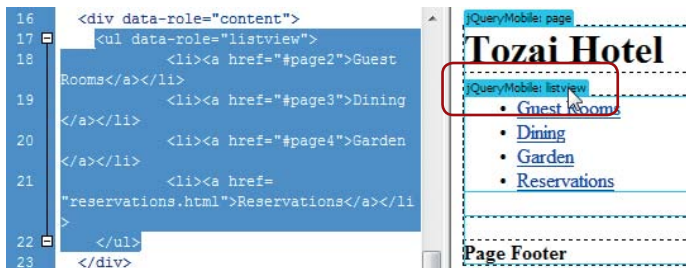 16 <div data-role="content">
17 <ul data-role="listview">
18 <li><a href="#page2">Guest
Rooms</a></li>
19 <li><a href="#page3">Dining
</a></li>
20 <li><a href="#page4">Garden
</a></li>
21 <li><a href=
"reservations.html">Reservations</a></li
>
22 </ul>
23 </div>
jQueryMobile: page
Tozai Hotel
jQueryMobile: listview
• Guest Rooms
• Dining
• Garden
• Reservations
Page Footer